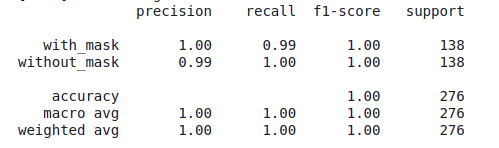 precision recall f1-score support
with_mask 1.00 0.99 1.00 138
without_mask 0.99 1.00 1.00 138
accuracy 1.00 276
macro avg 1.00 1.00 1.00 276
weighted avg 1.00 1.00 1.00 276